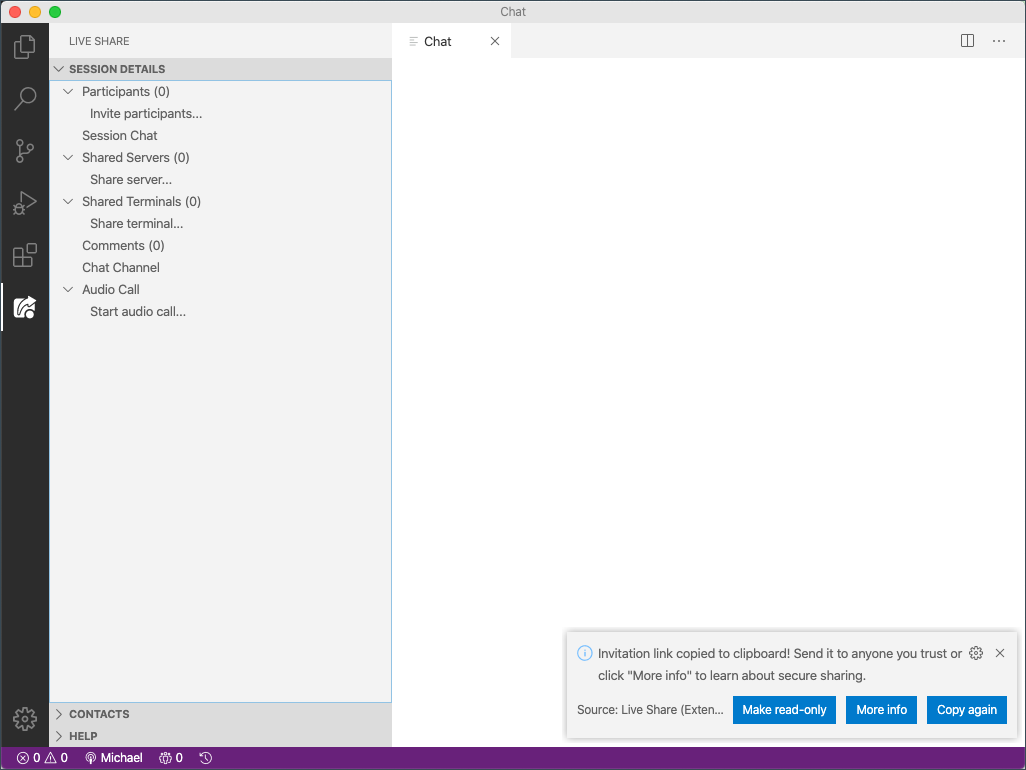 Chat
LIVE SHARE
Chat
SESSION DETAILS
Participants (0)
Invite participants...
Session Chat
Shared Servers (0)
Share server...
Shared Terminals (0)
Share terminal...
Comments (0)
Chat Channel
Audio Call
Start audio call...
Invitation link copied to clipboard! Send it to anyone you trust or
click "More info" to learn about secure sharing.
Source: Live Share (Exten... Make read-only More info Copy again
CONTACTS
HELP
0 0 Michael 0